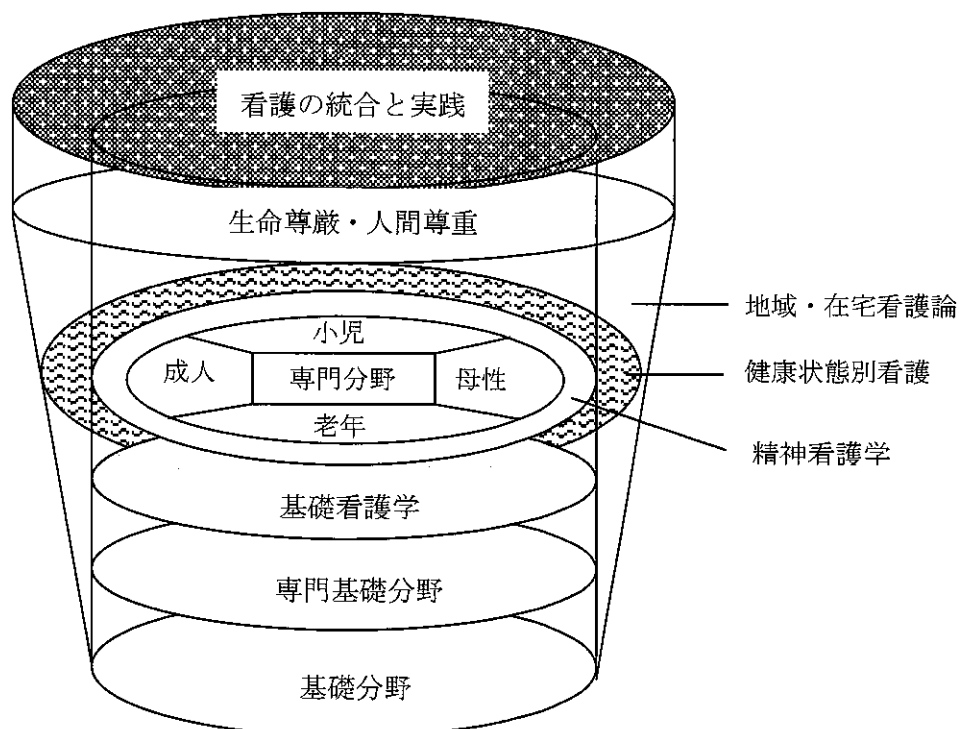 看護の統合と実践
生命尊厳・人間尊重
地域・在宅看護論
小児
成人
専門分野
母性
健康状態別看護
老年
精神看護学
基礎看護学
専門基礎分野
基礎分野